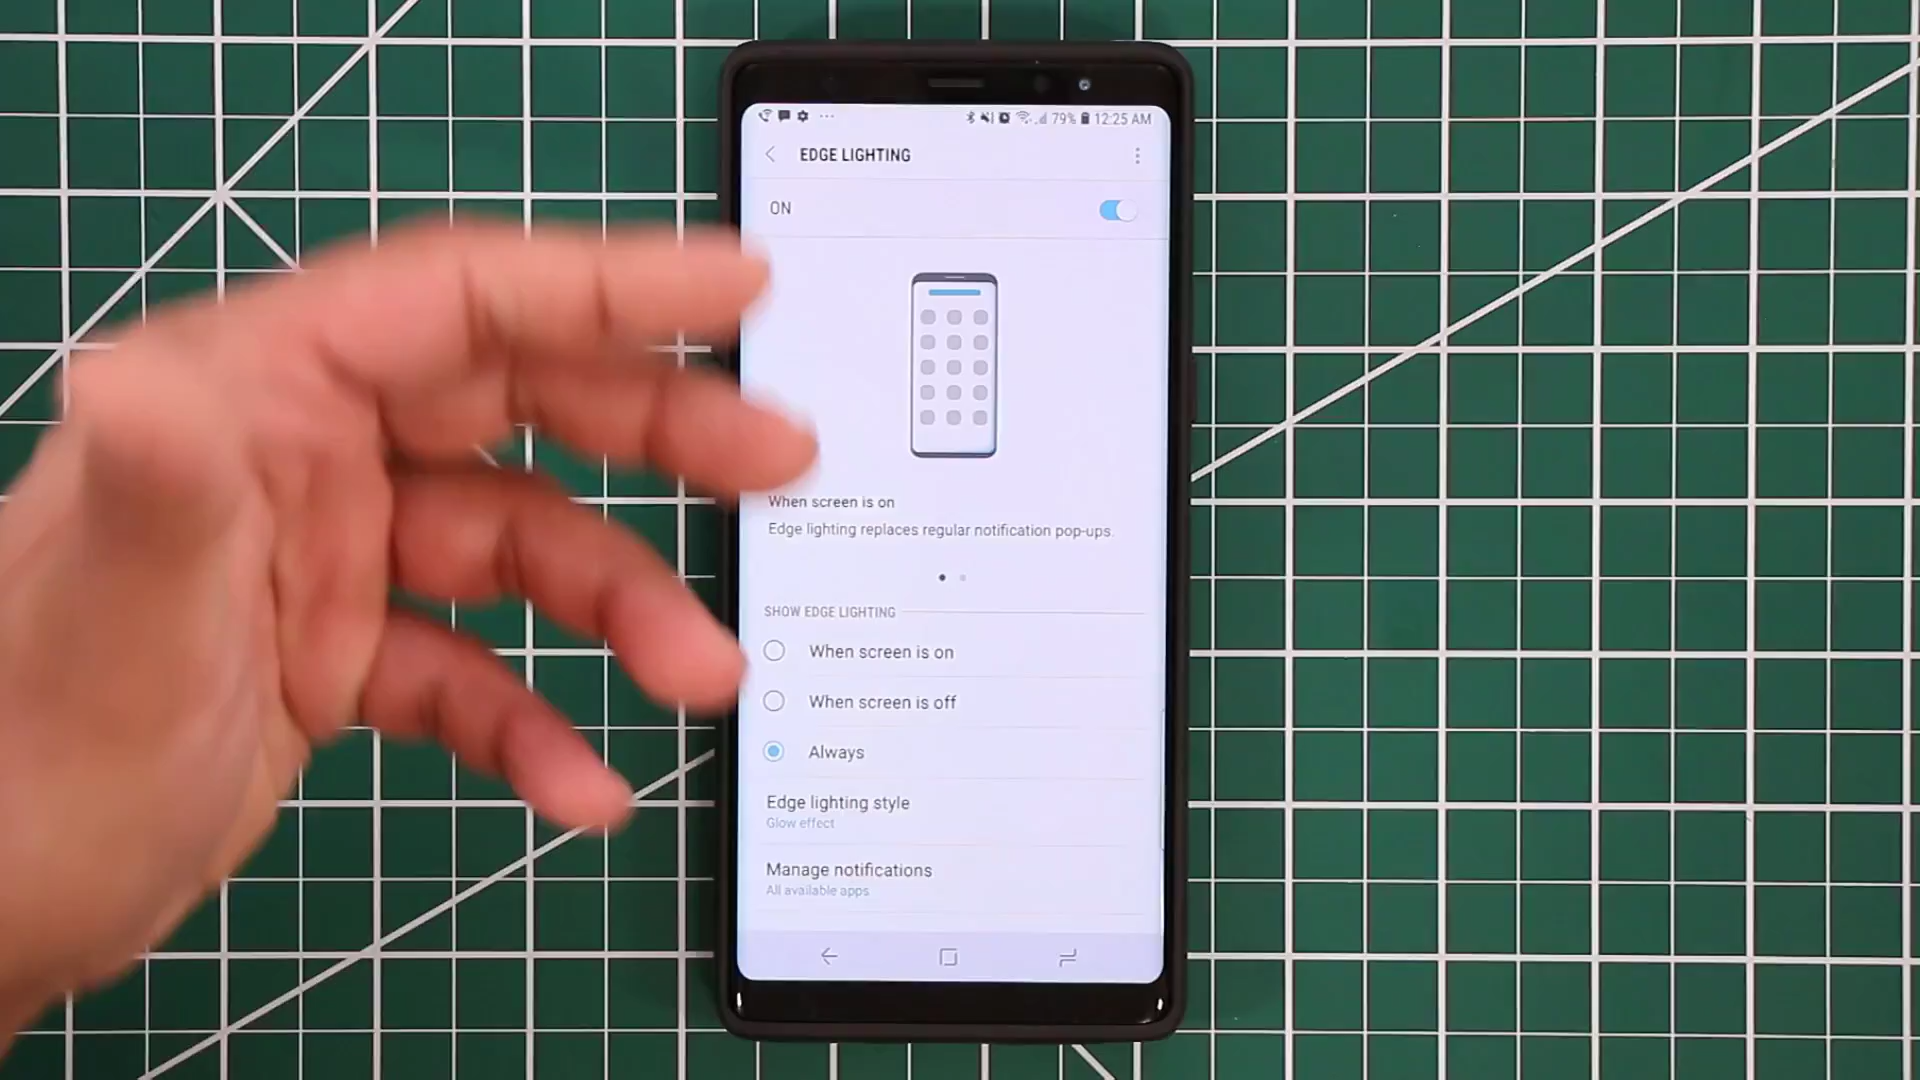 79% 12:25 AM
EDGE LIGHTING
ON
When screen is on
Edge lighting replaces regular notification pop-ups.
SHOW EDGE LIGHTING
When screen is on
When screen is off
Always
Edge lighting style
Glow effect
Manage notifications
All available apps